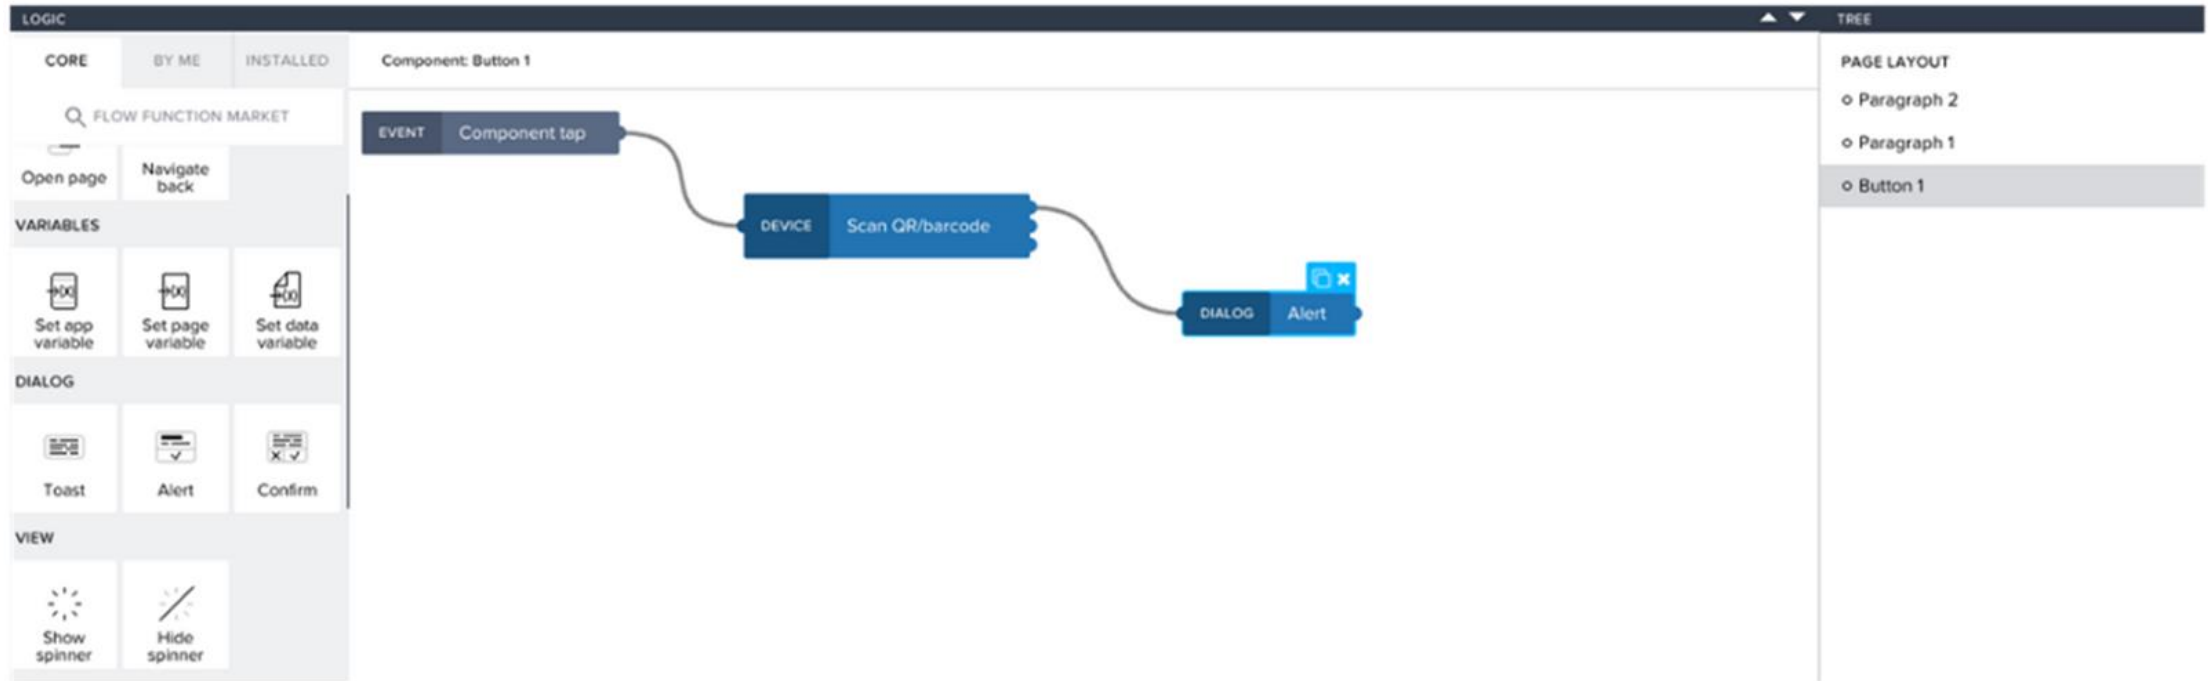 LOGIC
TREE
CORE
BY ME
INSTALLED
Component: Button 1
PAGE LAYOUT
FLOW FUNCTION MARKET
Paragraph 2
Paragraph 1
Button 1
EVENT
Component tap
DEVICE
Scan QR/barcode
DIALOG
Alert
Open page
Navigate
back
VARIABLES
Set app
variable
Set page
variable
Set data
variable
DIALOG
Toast
Alert
Confirm
VIEW
Show
spinner
Hide
spinner